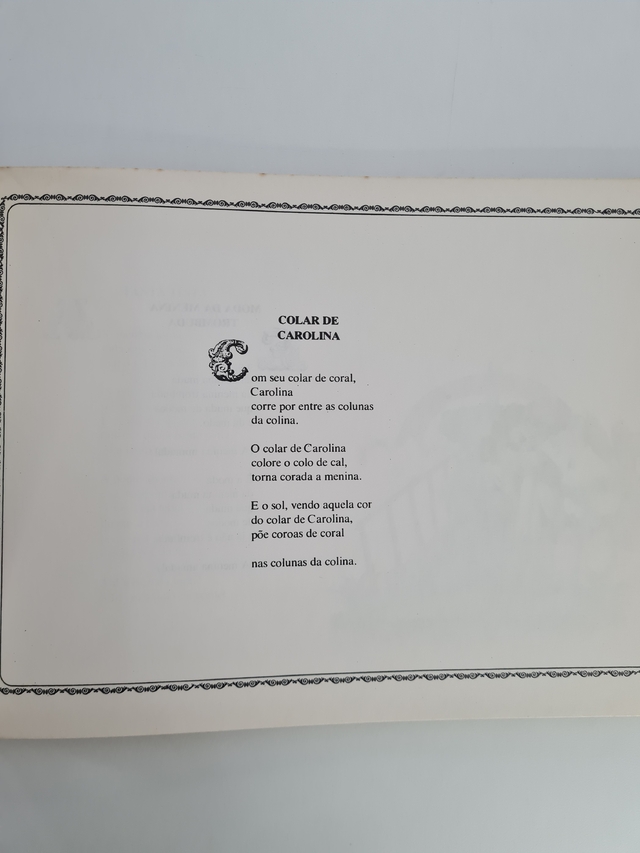 COLAR DE
CAROLINA
Com seu colar de coral,
Carolina
corre por entre as colunas
da colina.
O colar de Carolina
colore o colo de cal,
torna corada a menina.
E o sol, vendo aquela cor
do colar de Carolina,
põe coroas de coral
nas colunas da colina.